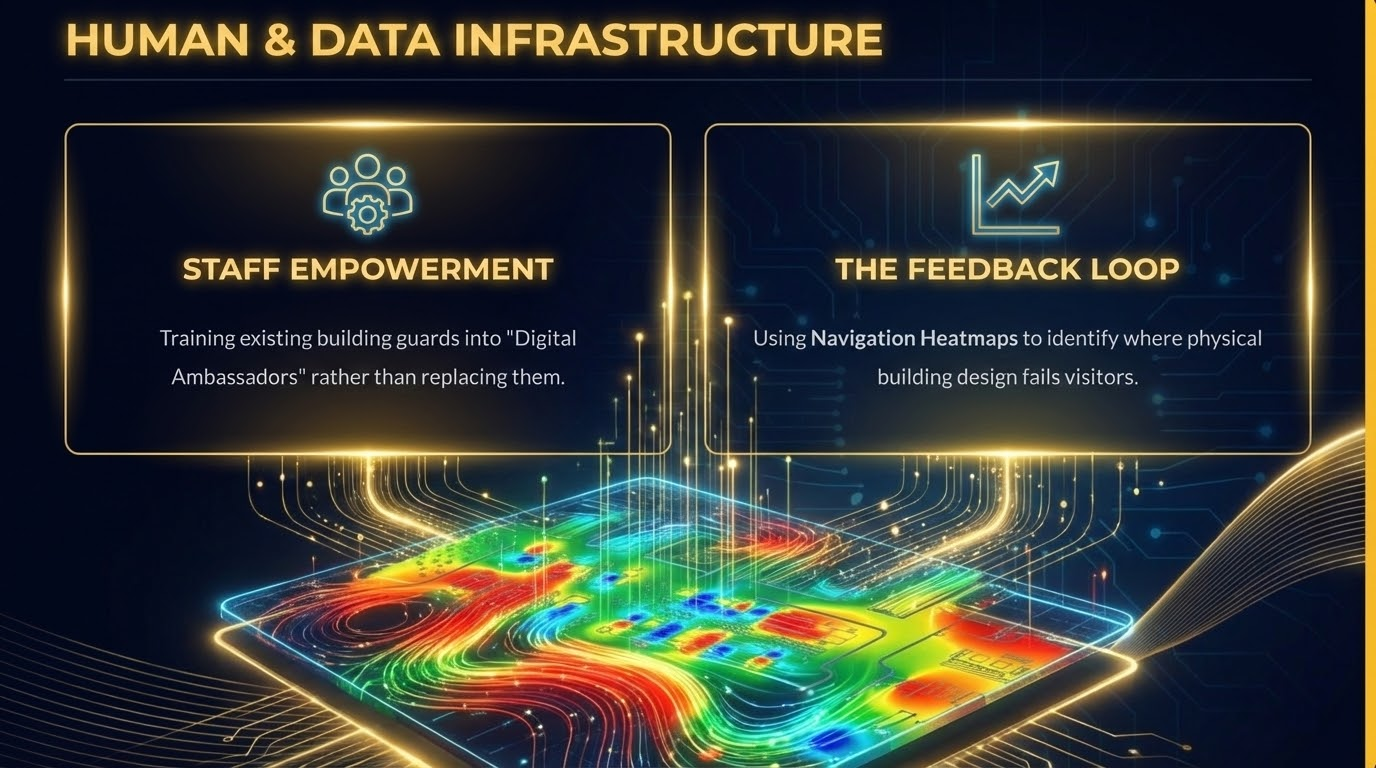 HUMAN & DATA INFRASTRUCTURE
STAFF EMPOWERMENT
Training existing building guards into "Digital
Ambassadors" rather than replacing them.
THE FEEDBACK LOOP
Using Navigation Heatmaps to identify where physical
building design fails visitors.